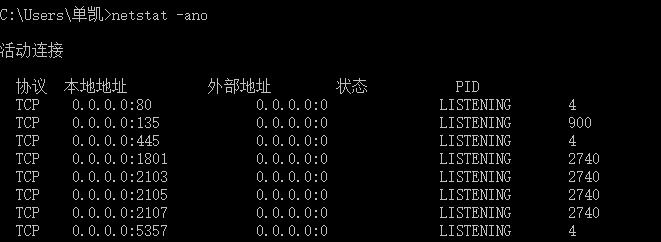 C:\Users\单凯>netstat -ano
活动连接
协议 本地地址 外部地址 状态 PID
TCP 0.0.0.0:80 0.0.0.0:0 LISTENING 4
TCP 0.0.0.0:135 0.0.0.0:0 LISTENING 900
TCP 0.0.0.0:445 0.0.0.0:0 LISTENING 4
TCP 0.0.0.0:1801 0.0.0.0:0 LISTENING 2740
TCP 0.0.0.0:2103 0.0.0.0:0 LISTENING 2740
TCP 0.0.0.0:2105 0.0.0.0:0 LISTENING 2740
TCP 0.0.0.0:2107 0.0.0.0:0 LISTENING 2740
TCP 0.0.0.0:5357 0.0.0.0:0 LISTENING 4